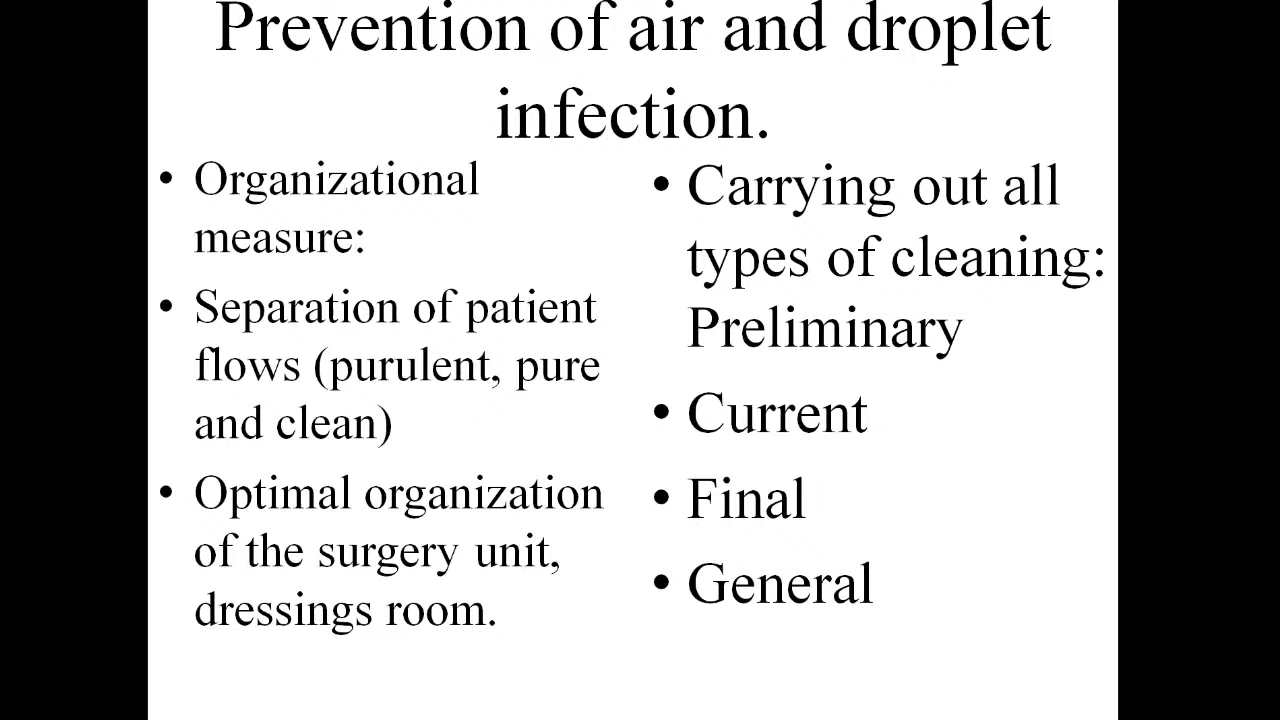 Prevention of air and droplet
infection.
• Organizational
measure:
• Separation of patient
flows (purulent, pure
and clean)
• Optimal organization
of the surgery unit,
dressings room.
• Carrying out all
types of cleaning:
Preliminary
• Current
• Final
• General